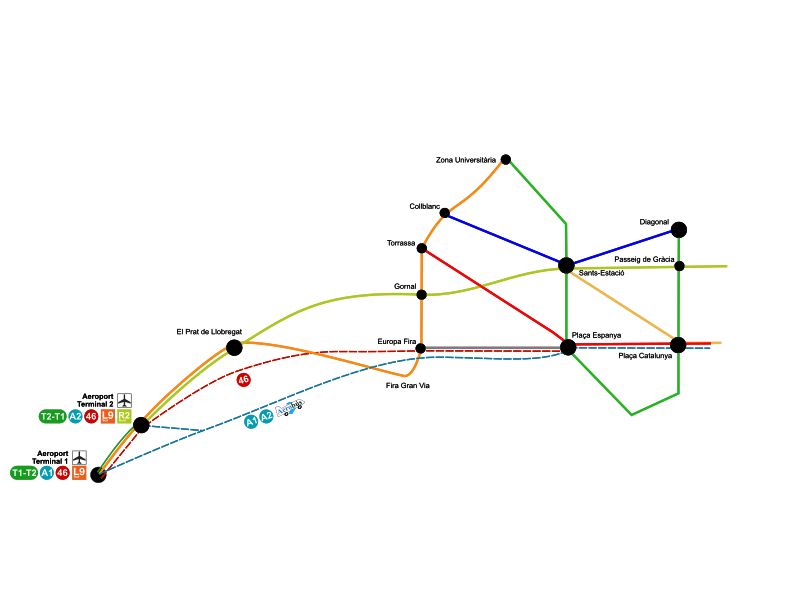 Zona Universitària
Collblanc
Diagonal
Torrassa
Passeig de Gràcia
Sants-Estació
Gornal
El Prat de Llobregat
Plaça Espanya
Europa Fira
Plaça Catalunya
46
Fira Gran Via
Aeroport
Terminal 2
T2-T1 A2 46 L9 R2
A1 A2
Aeroport
Terminal 1
T1-T2 A1 46 L9